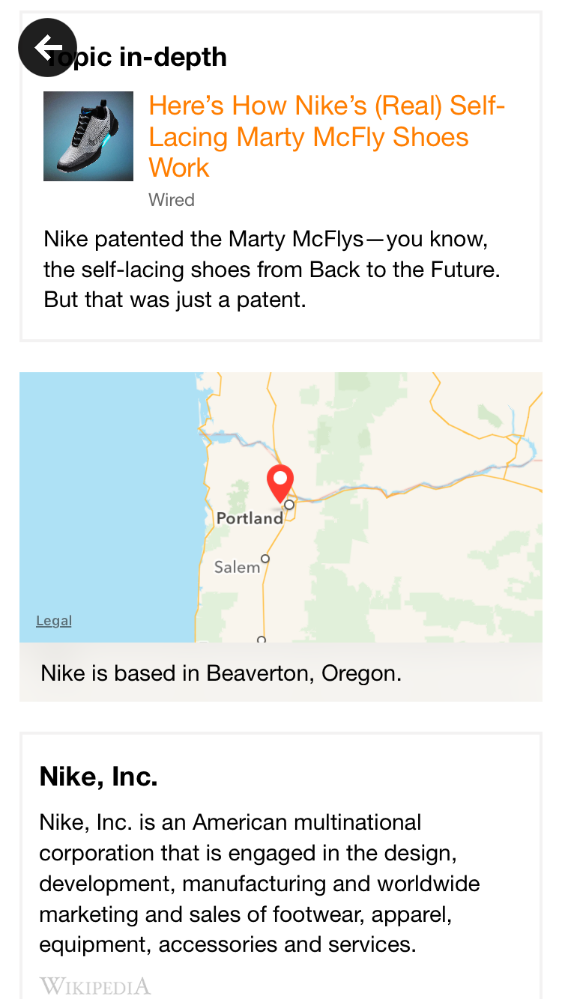 Topic in-depth
Here’s How Nike’s (Real) Self-
Lacing Marty McFly Shoes
Work
Wired
Nike patented the Marty McFlys—you know,
the self-lacing shoes from Back to the Future.
But that was just a patent.
Portland
Salem
Legal
Nike is based in Beaverton, Oregon.
Nike, Inc.
Nike, Inc. is an American multinational
corporation that is engaged in the design,
development, manufacturing and worldwide
marketing and sales of footwear, apparel,
equipment, accessories and services.
WIKIPEDIA